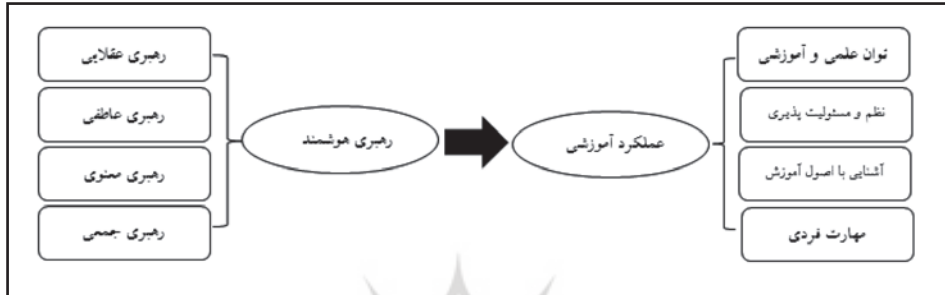 رهبری عقلایی
رهبری عاطفی
رهبری معنوی
رهبری جمعی
رهبری هوشمند
عملکرد آموزشی
توان علمی و آموزشی
نظم و مسئولیت پذیری
آشنایی با اصول آموزش
مهارت فردی